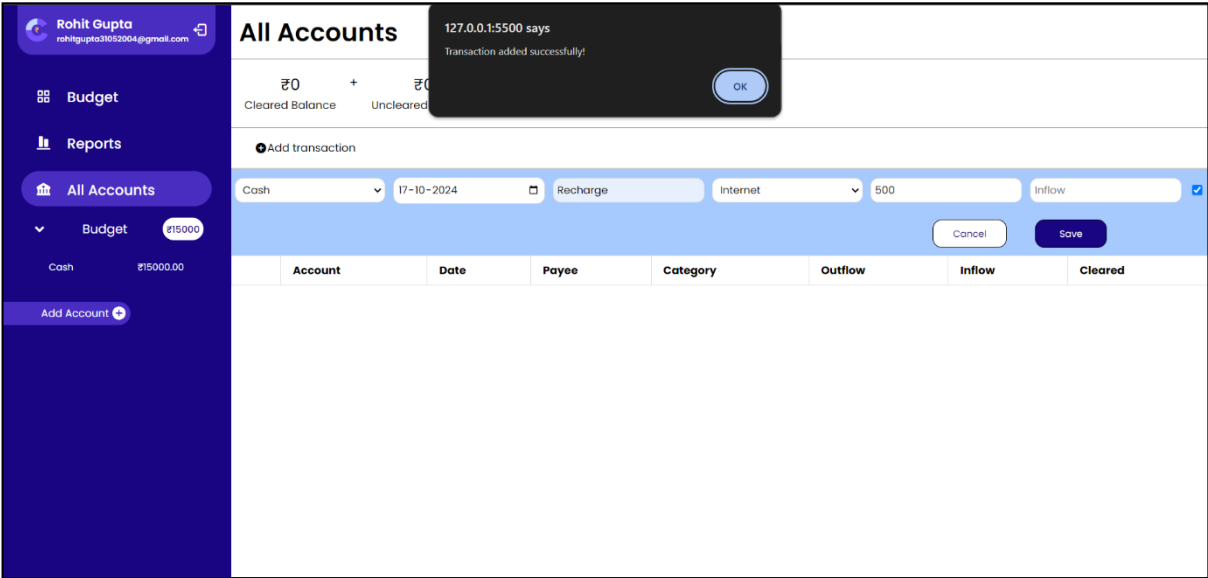 Rohit Gupta
rohitgupta31052004@gmail.com
Budget
Reports
All Accounts
Budget ₹15000
Cash ₹15000.00
Add Account
All Accounts
127.0.0.1:5500 says
Transaction added successfully!
OK
₹0 + ₹0
Cleared Balance Uncleared
Add transaction
Cash 17-10-2024 Recharge Internet 500 Inflow
Cancel Save
Account Date Payee Category Outflow Inflow Cleared